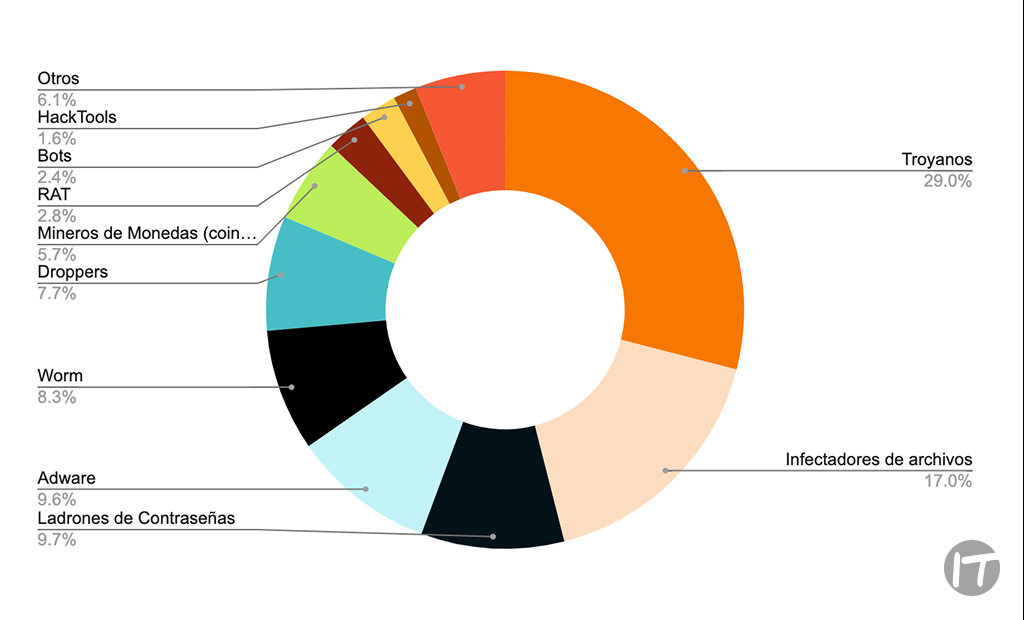 Otros
6.1%
HackTools
1.6%
Bots
2.4%
RAT
2.8%
Mineros de Monedas (coin…
5.7%
Droppers
7.7%
Worm
8.3%
Adware
9.6%
Ladrones de Contraseñas
9.7%
Troyanos
29.0%
Infectadores de archivos
17.0%
IT